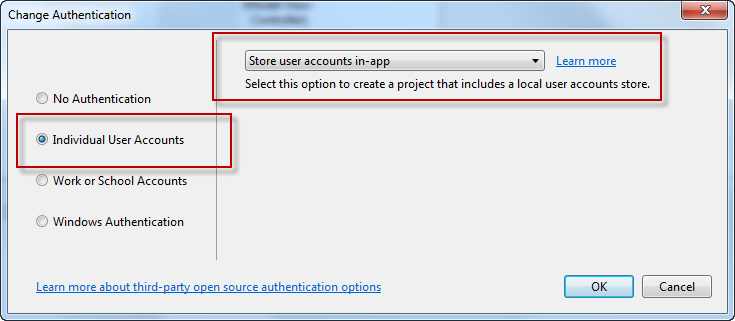 Change Authentication
Store user accounts in-app
Learn more
Select this option to create a project that includes a local user accounts store.
No Authentication
Individual User Accounts
Work or School Accounts
Windows Authentication
Learn more about third-party open source authentication options
OK
Cancel